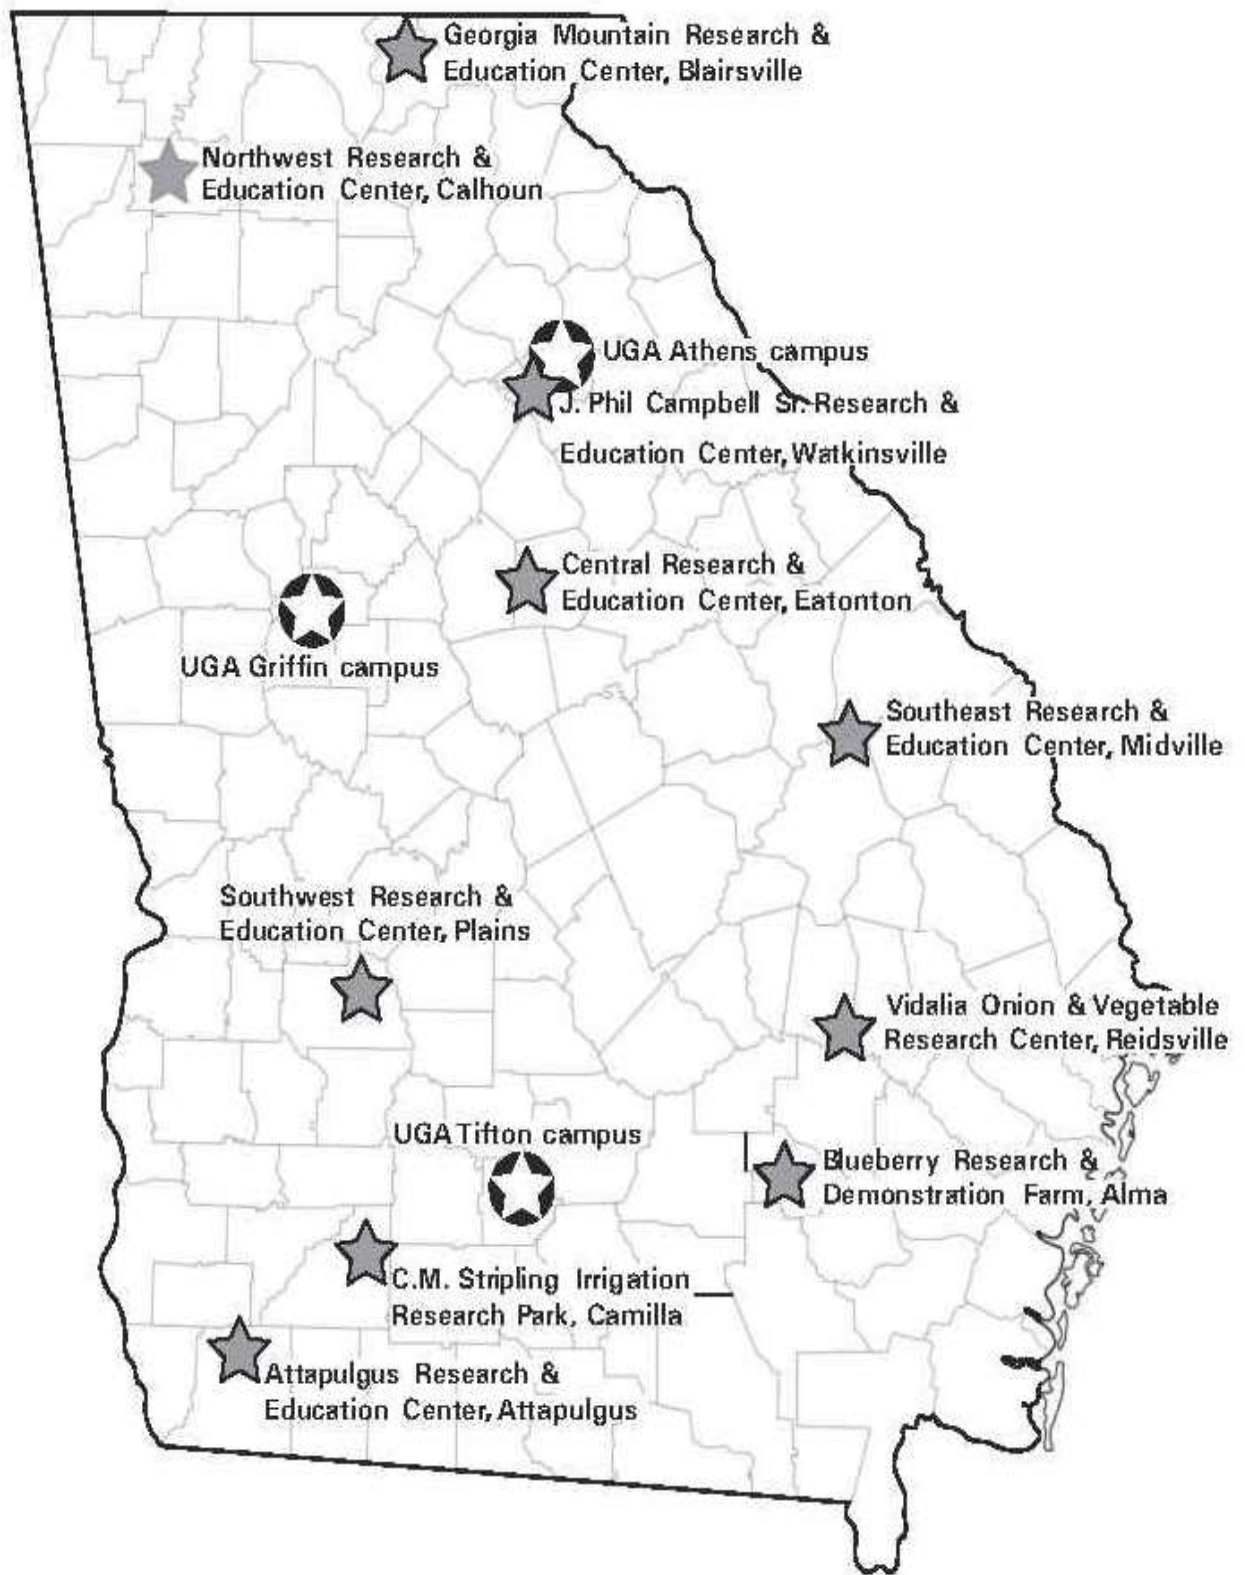 Georgia Mountain Research &
Education Center, Blairsville
Northwest Research &
Education Center, Calhoun
UGA Athens campus
J. Phil Campbell Sr. Research &
Education Center, Watkinsville
Central Research &
Education Center, Eatonton
UGA Griffin campus
Southeast Research &
Education Center, Midville
Southwest Research &
Education Center, Plains
Vidalia Onion & Vegetable
Research Center, Reidsville
UGA Tifton campus
Blueberry Research &
Demonstration Farm, Alma
C.M. Stripling Irrigation
Research Park, Camilla
Attapulgus Research &
Education Center, Attapulgus